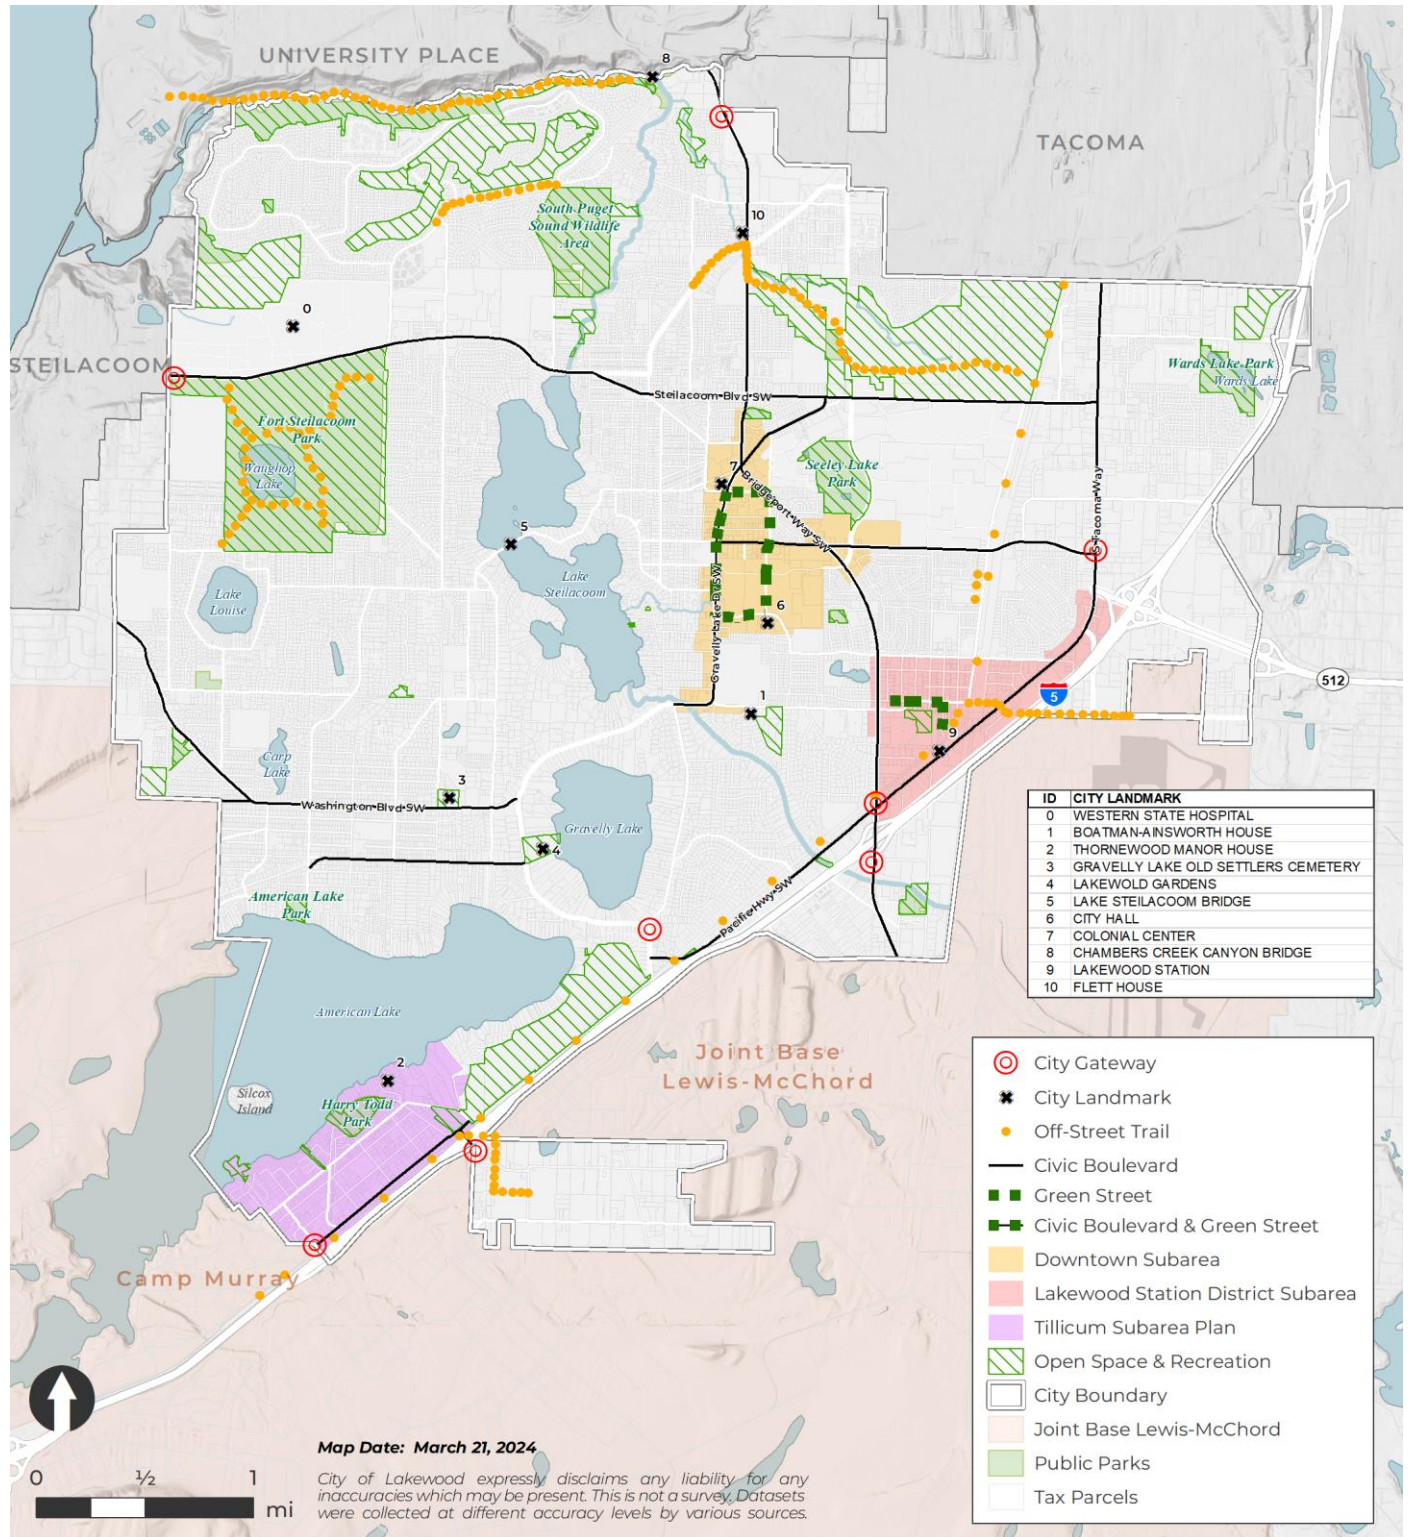 UNIVERSITY PLACE
8
TACOMA
South Puget
Sound Wildlife
Area
10
0
STEILACOOM
Wards Lake Park
Wards Lake
Steilacoom Blvd SW
Fort Steilacoom
Park
Waughop
Lake
7
Seeley Lake
Park
Bridgeport Way SW
S Tacoma Way
5
Lake
Steilacoom
Lake
Louise
Gravelly Lake Dr SW
6
512
5
1
9
Carp
Lake
3
Washington Blvd SW
Gravelly Lake
4
American Lake
Park
Pacific Hwy SW
ID CITY LANDMARK
0 WESTERN STATE HOSPITAL
1 BOATMAN-AINSWORTH HOUSE
2 THORNEWOOD MANOR HOUSE
3 GRAVELLY LAKE OLD SETTLERS CEMETERY
4 LAKEWOLD GARDENS
5 LAKE STEILACOOM BRIDGE
6 CITY HALL
7 COLONIAL CENTER
8 CHAMBERS CREEK CANYON BRIDGE
9 LAKEWOOD STATION
10 FLETT HOUSE
American Lake
Joint Base
Lewis-McChord
2
Silcox
Island
Harry Todd
Park
Camp Murray
City Gateway
City Landmark
Off-Street Trail
Civic Boulevard
Green Street
Civic Boulevard & Green Street
Downtown Subarea
Lakewood Station District Subarea
Tillicum Subarea Plan
Open Space & Recreation
City Boundary
Joint Base Lewis-McChord
Public Parks
Tax Parcels
Map Date: March 21, 2024
City of Lakewood expressly disclaims any liability for any
inaccuracies which may be present. This is not a survey. Datasets
were collected at different accuracy levels by various sources.
0 ½ 1
mi